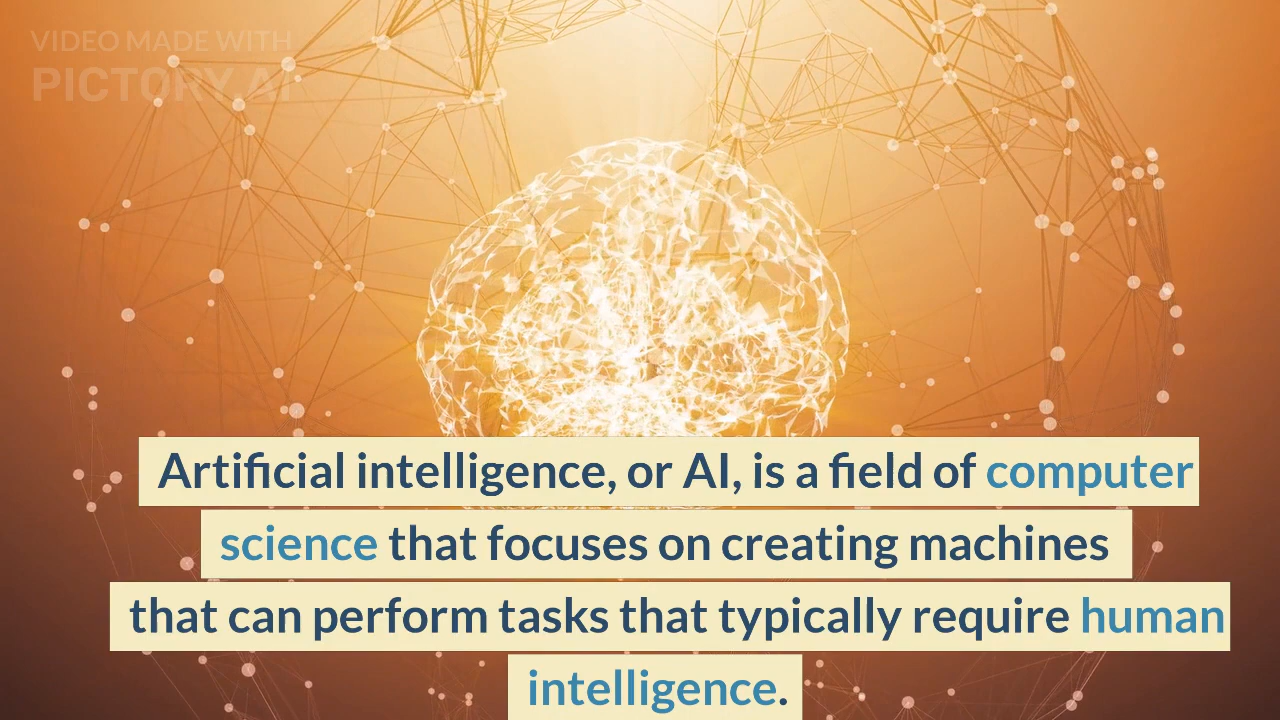 VIDEO MADE WITH
PICTORY.AI
Artificial intelligence, or AI, is a field of computer
science that focuses on creating machines
that can perform tasks that typically require human
intelligence.